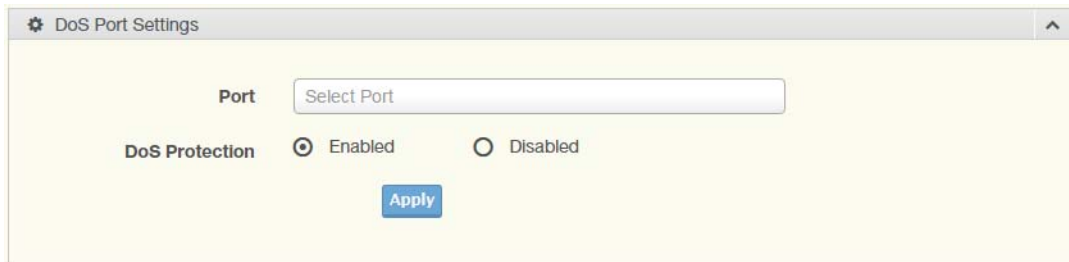 DoS Port Settings
Port Select Port
DoS Protection Enabled Disabled
Apply